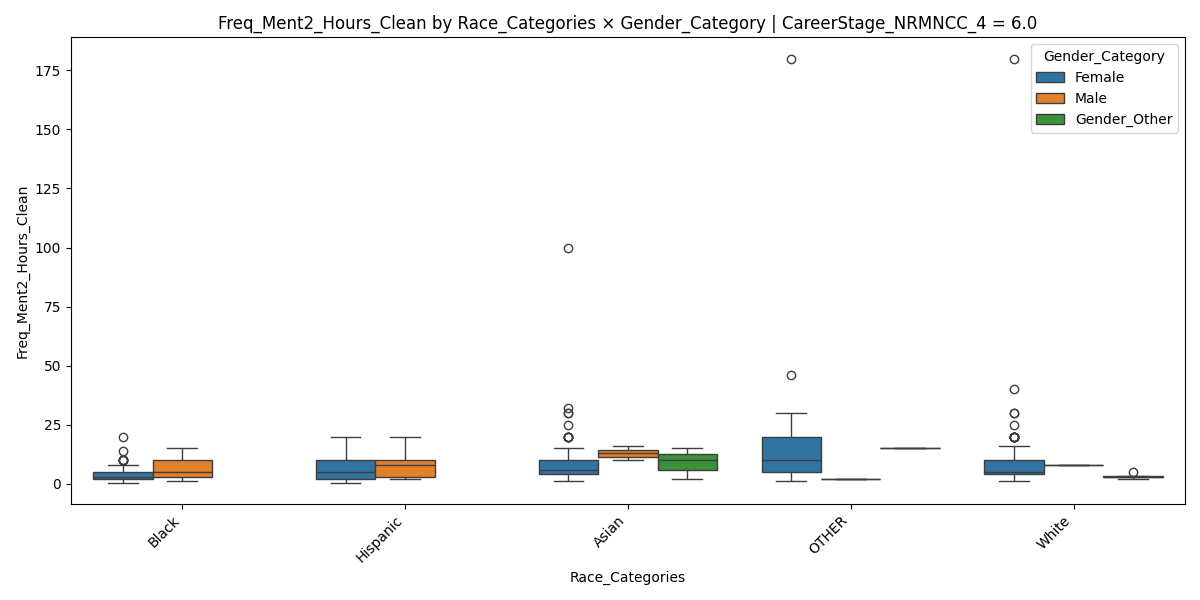 Freq_Ment2_Hours_Clean by Race_Categories × Gender_Category | CareerStage_NRMNCC_4 = 6.0
Gender_Category
Female
Male
Gender_Other
Freq_Ment2_Hours_Clean
175
150
125
100
75
50
25
0
Black
Hispanic
Asian
OTHER
White
Race_Categories